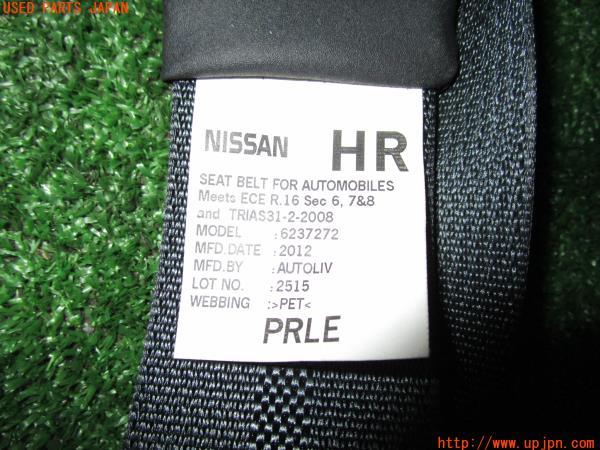 USED PARTS JAPAN
NISSAN HR
SEAT BELT FOR AUTOMOBILES
Meets ECE R.16 Sec 6, 7&8
and TRIAS31-2-2008
MODEL :6237272
MFD.DATE :2012
MFD.BY :AUTOLIV
LOT NO. :2515
WEBBING :>PET<
PRLE
http://www.upjpn.com